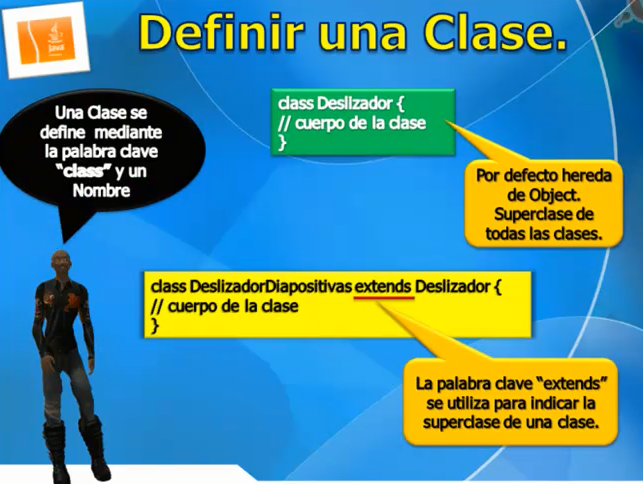 Java
Definir una Clase.
Una Clase se
define mediante
la palabra clave
“class” y un
Nombre
class Deslizador {
// cuerpo de la clase
}
Por defecto hereda
de Object.
Superclase de
todas las clases.
class DeslizadorDiapositivas extends Deslizador {
// cuerpo de la clase
}
La palabra clave “extends”
se utiliza para indicar la
superclase de una clase.